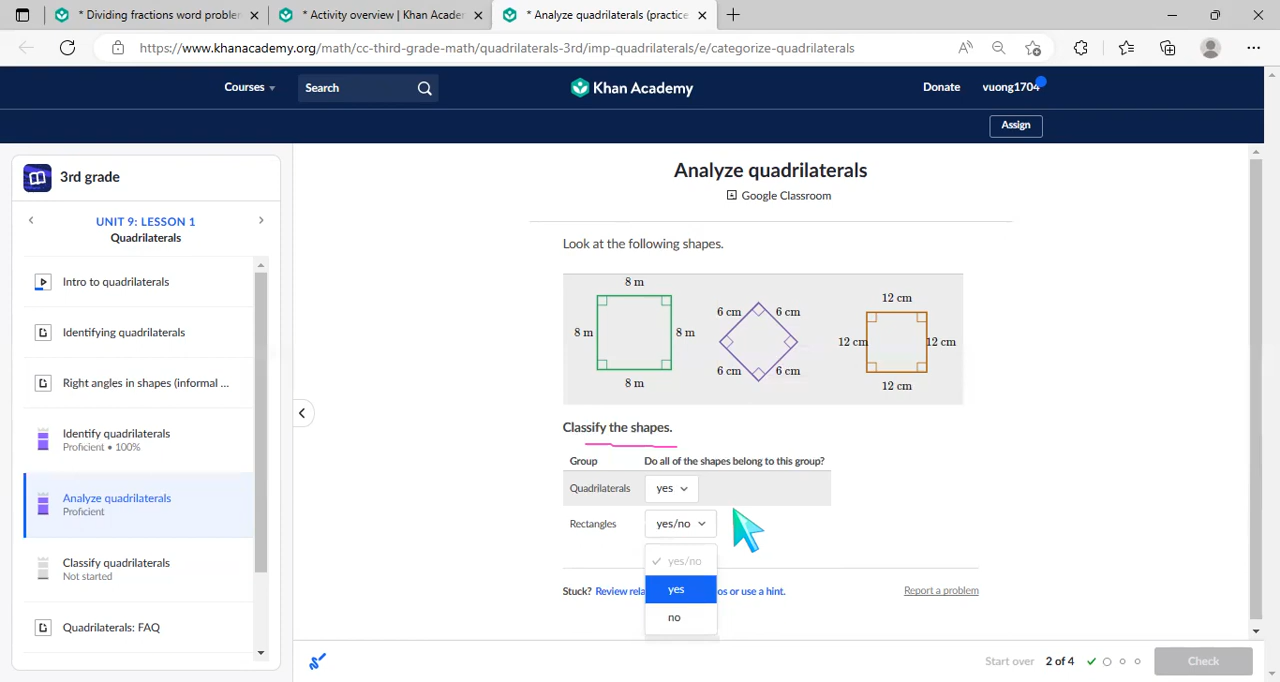 * Dividing fractions word probler
* Activity overview | Khan Acader
* Analyze quadrilaterals (practice
https://www.khanacademy.org/math/cc-third-grade-math/quadrilaterals-3rd/imp-quadrilaterals/e/categorize-quadrilaterals
Courses
Search
Khan Academy
Donate
vuong1704
Assign
3rd grade
UNIT 9: LESSON 1
Quadrilaterals
Intro to quadrilaterals
Identifying quadrilaterals
Right angles in shapes (informal ...
Identify quadrilaterals
Proficient • 100%
Analyze quadrilaterals
Proficient
Classify quadrilaterals
Not started
Quadrilaterals: FAQ
Analyze quadrilaterals
Google Classroom
Look at the following shapes.
8 m
8 m 8 m
8 m
6 cm 6 cm
6 cm 6 cm
12 cm
12 cm 12 cm
12 cm
Classify the shapes.
Group Do all of the shapes belong to this group?
Quadrilaterals yes
Rectangles yes/no
yes/no
yes
no
Stuck? Review rela os or use a hint.
Report a problem
Start over 2 of 4 Check